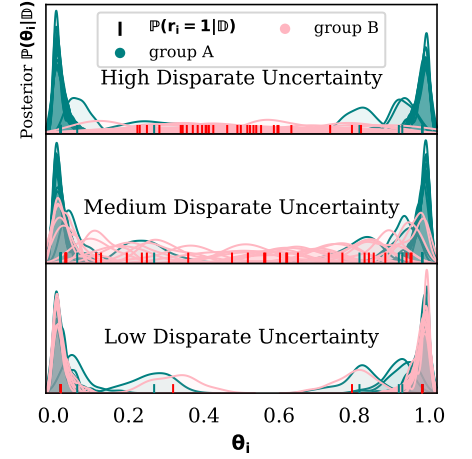 Posterior ℙ(θᵢ|𝔻)
ℙ(rᵢ = 1|𝔻)
group A
group B
High Disparate Uncertainty
Medium Disparate Uncertainty
Low Disparate Uncertainty
0.0 0.2 0.4 0.6 0.8 1.0
θᵢ